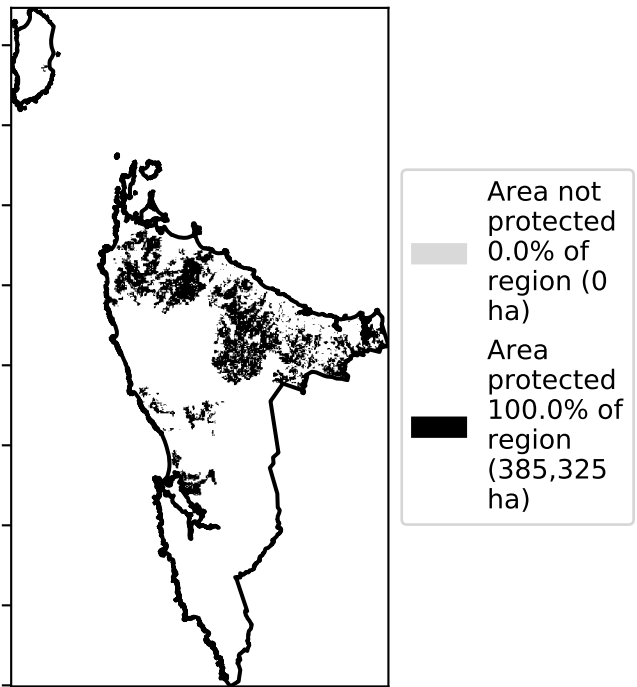 Area not
protected
0.0% of
region (0
ha)
Area
protected
100.0% of
region
(385,325
ha)